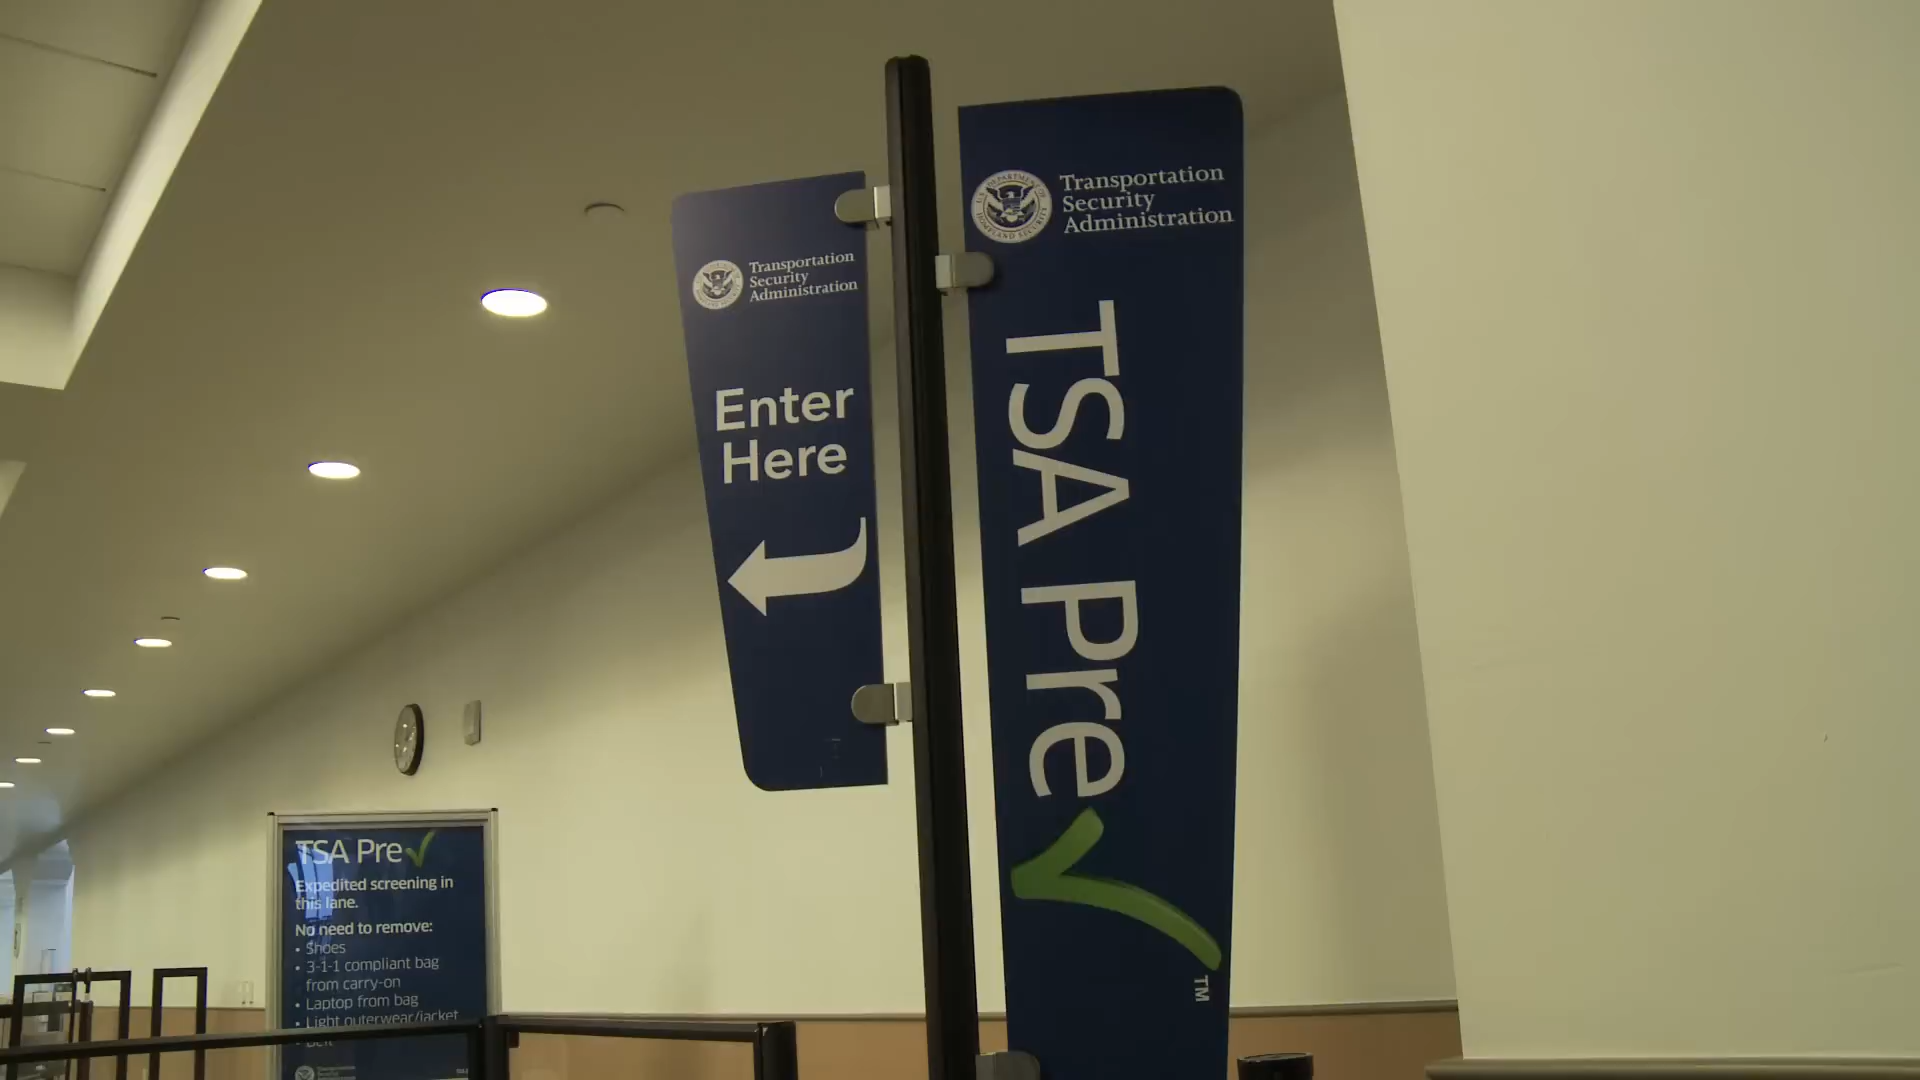 Transportation
Security
Administration
Enter
Here
Transportation
Security
Administration
TSA Pre
TM
TSA Pre
Expedited screening in
this lane.
No need to remove:
• Shoes
• 3-1-1 compliant bag
from carry-on
• Laptop from bag
• Light outerwear/jacket
• Belt